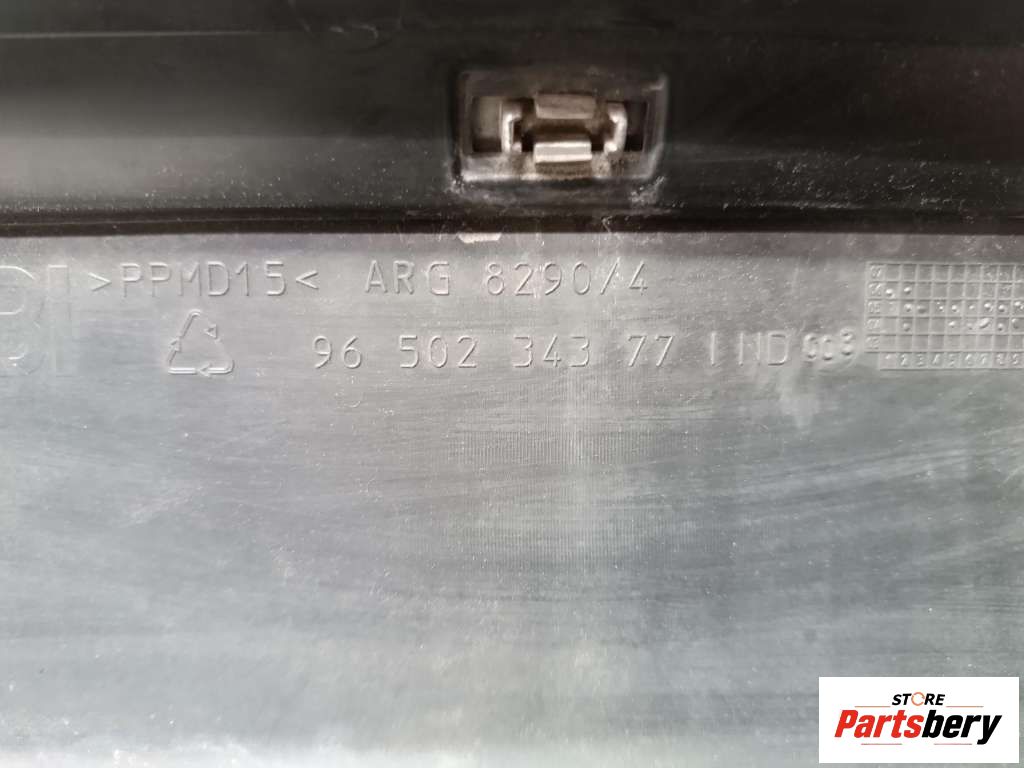 >PPMD15< ARG 8290/4
96 502 343 77 IND
STORE
Partsbery